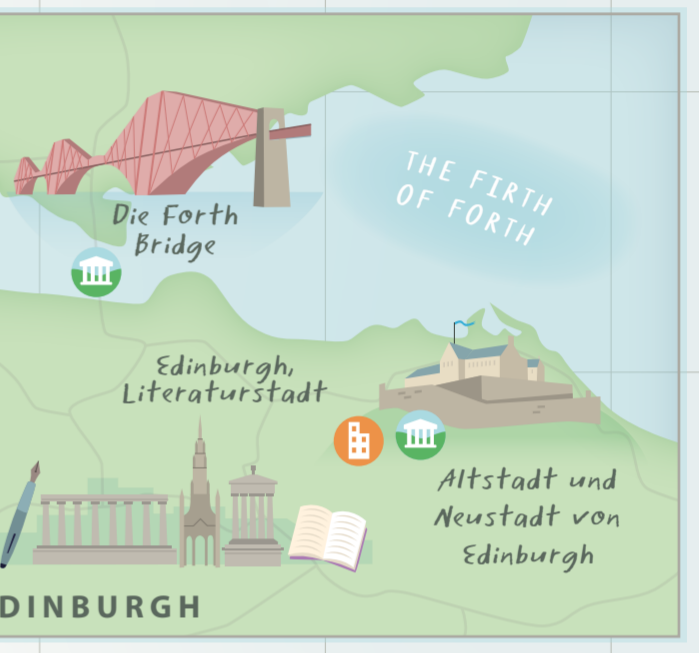 THE FIRTH
OF FORTH
Die Forth
Bridge
Edinburgh,
Literaturstadt
Altstadt und
Neustadt von
Edinburgh
DINBURGH